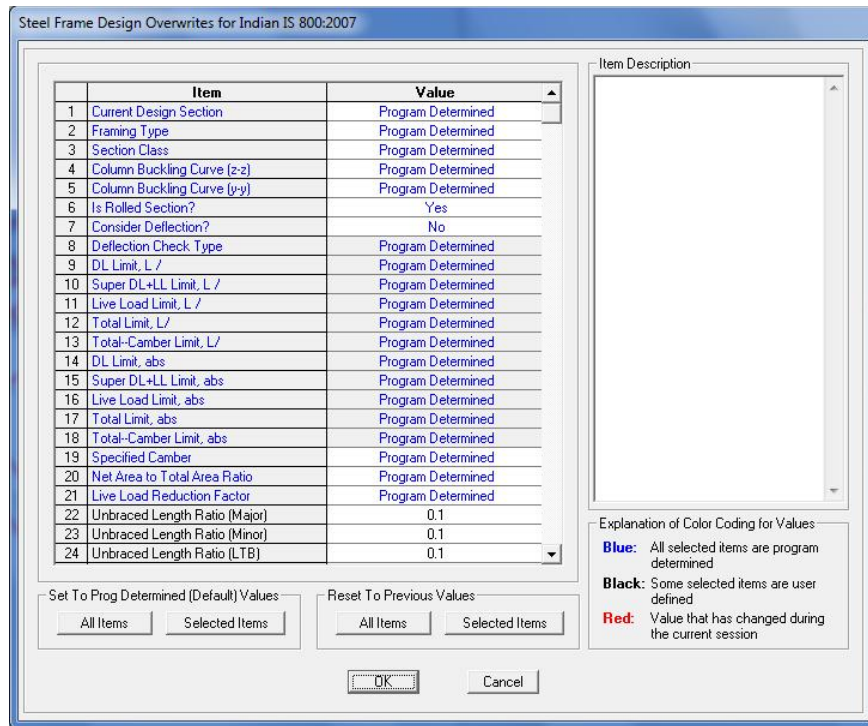 Steel Frame Design Overwrites for Indian IS 800:2007
Item Value
1 Current Design Section Program Determined
2 Framing Type Program Determined
3 Section Class Program Determined
4 Column Buckling Curve (z-z) Program Determined
5 Column Buckling Curve (y-y) Program Determined
6 Is Rolled Section? Yes
7 Consider Deflection? No
8 Deflection Check Type Program Determined
9 DL Limit, L / Program Determined
10 Super DL+LL Limit, L / Program Determined
11 Live Load Limit, L / Program Determined
12 Total Limit, L/ Program Determined
13 Total--Camber Limit, L/ Program Determined
14 DL Limit, abs Program Determined
15 Super DL+LL Limit, abs Program Determined
16 Live Load Limit, abs Program Determined
17 Total Limit, abs Program Determined
18 Total--Camber Limit, abs Program Determined
19 Specified Camber Program Determined
20 Net Area to Total Area Ratio Program Determined
21 Live Load Reduction Factor Program Determined
22 Unbraced Length Ratio (Major) 0.1
23 Unbraced Length Ratio (Minor) 0.1
24 Unbraced Length Ratio (LTB) 0.1
Set To Prog Determined (Default) Values
All Items Selected Items
Reset To Previous Values
All Items Selected Items
Item Description
Explanation of Color Coding for Values
Blue: All selected items are program
determined
Black: Some selected items are user
defined
Red: Value that has changed during
the current session
OK Cancel